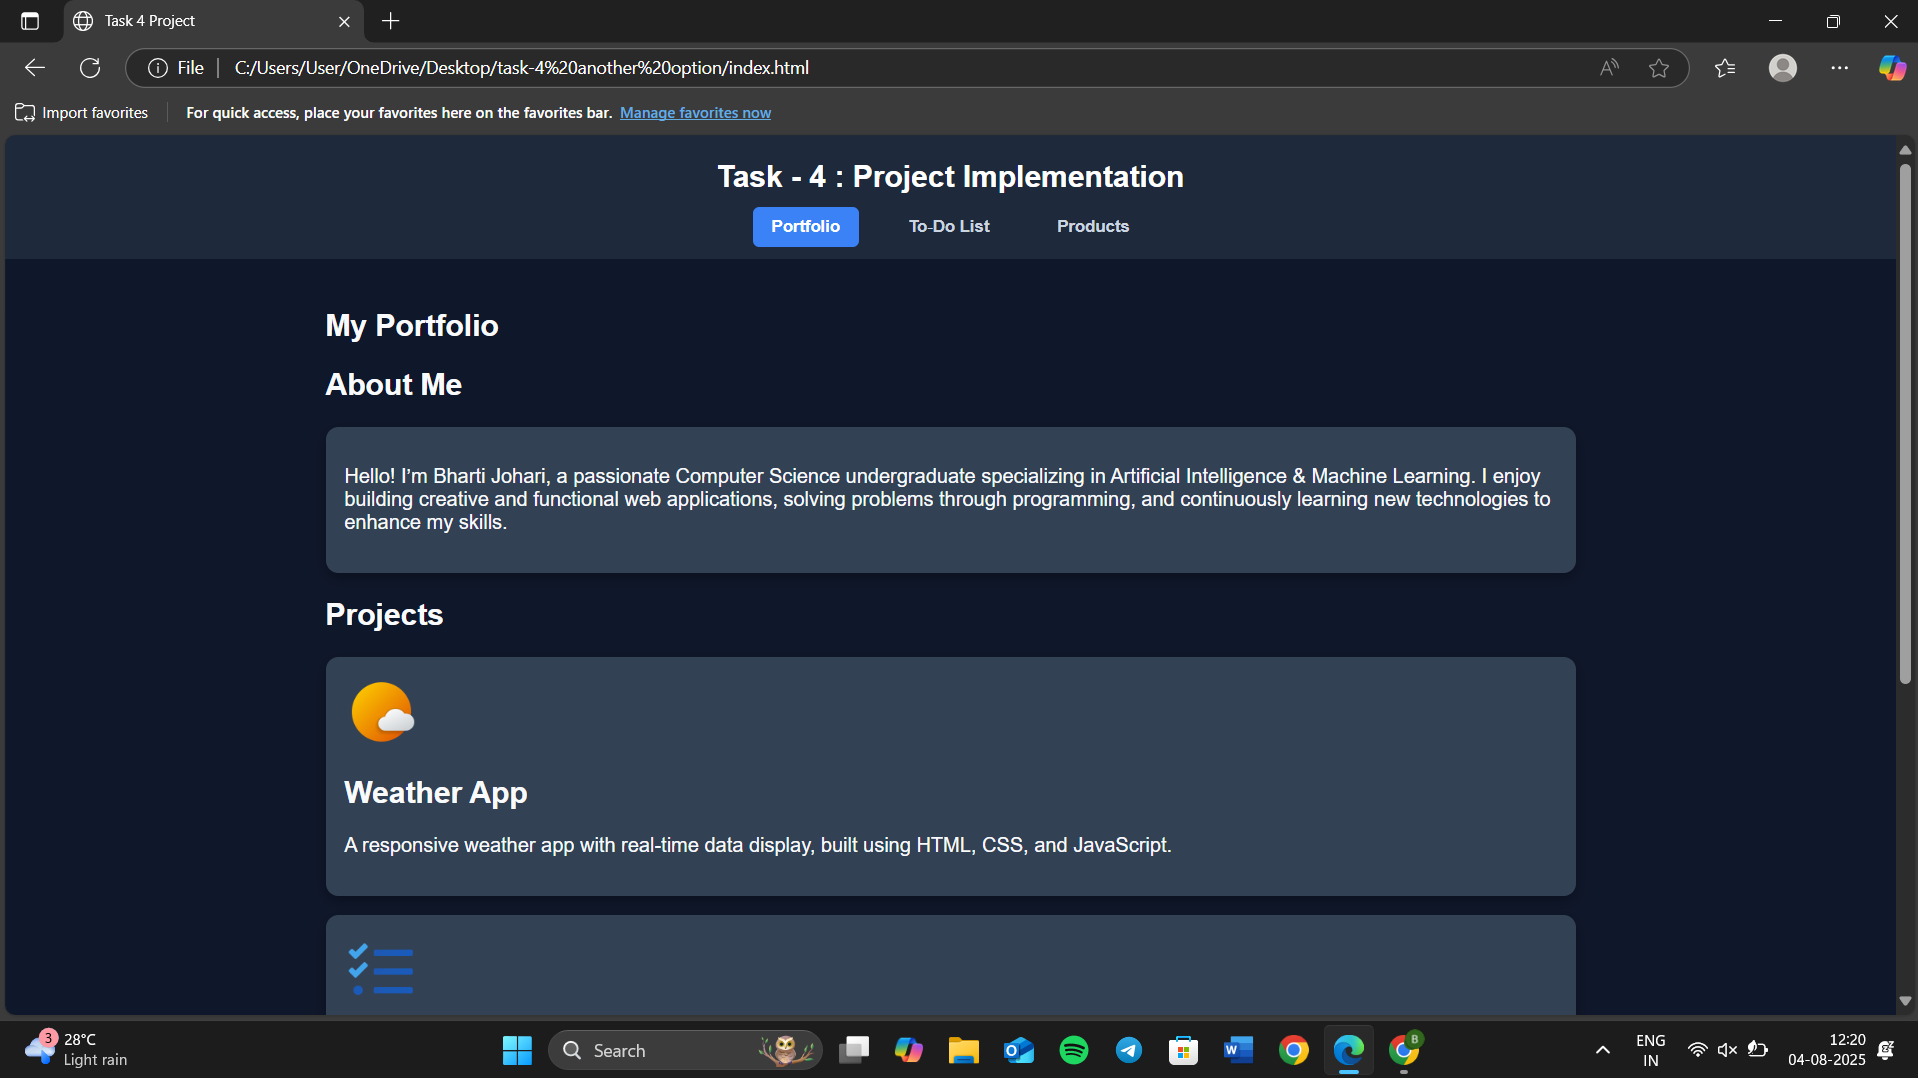 Task 4 Project
File
C:/Users/User/OneDrive/Desktop/task-4%20another%20option/index.html
Import favorites
For quick access, place your favorites here on the favorites bar. Manage favorites now
Task - 4 : Project Implementation
Portfolio
To-Do List
Products
My Portfolio
About Me
Hello! I’m Bharti Johari, a passionate Computer Science undergraduate specializing in Artificial Intelligence & Machine Learning. I enjoy
building creative and functional web applications, solving problems through programming, and continuously learning new technologies to
enhance my skills.
Projects
Weather App
A responsive weather app with real-time data display, built using HTML, CSS, and JavaScript.
3
28°C
Light rain
Search
B
ENG
IN
12:20
04-08-2025